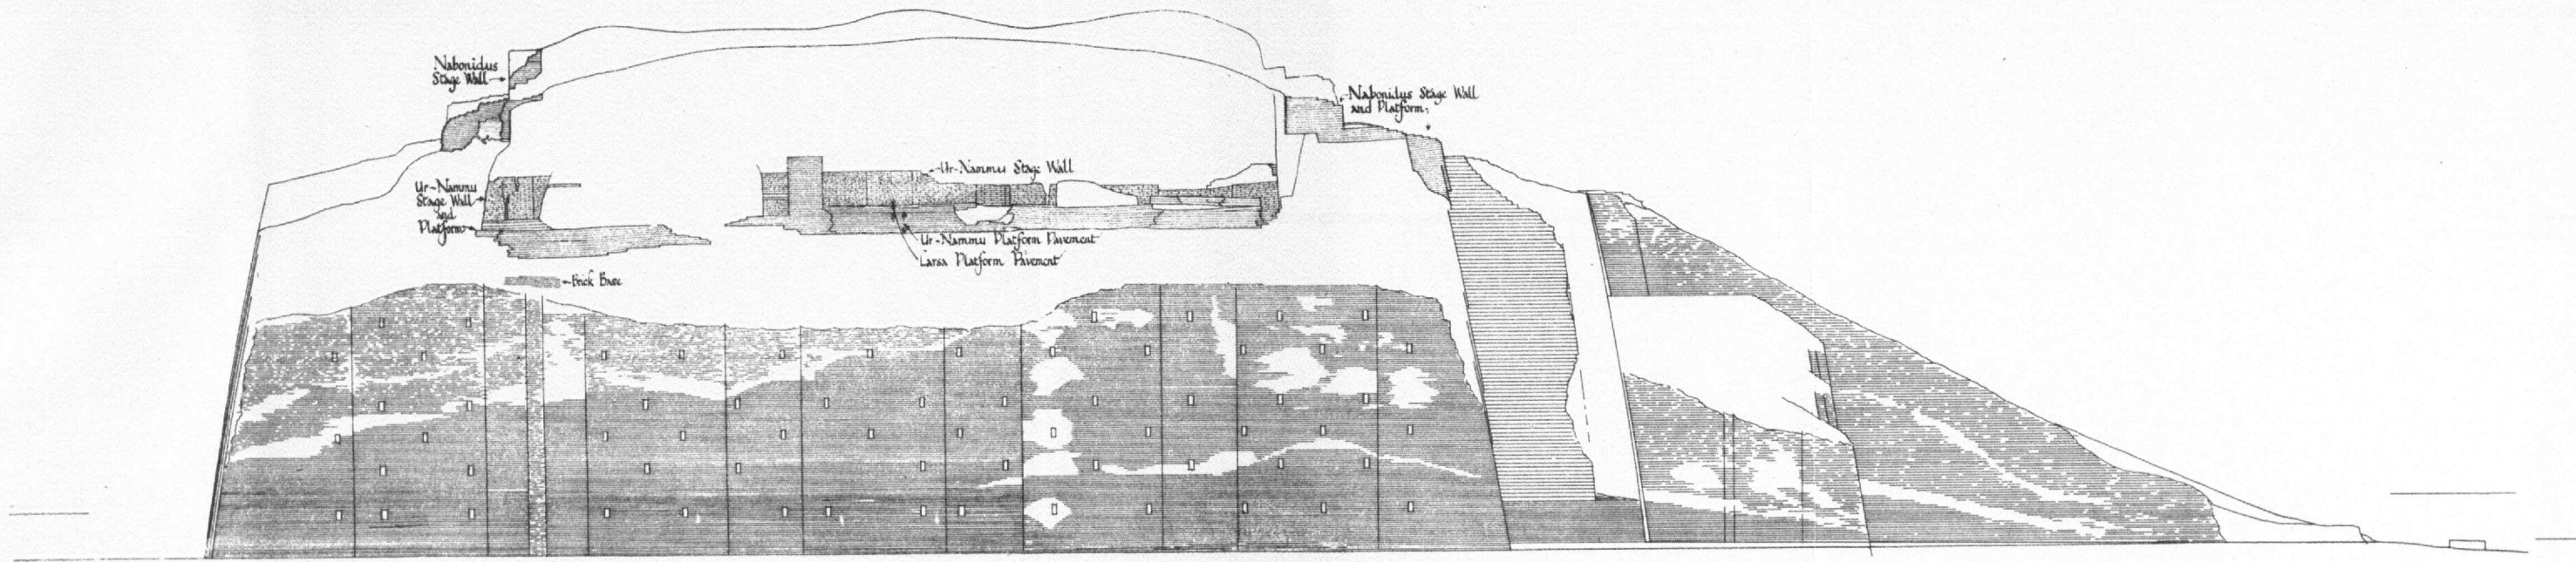 Nabonidus
Stage Wall
Nabonidus Stage Wall
and Platform
Ur-Nammu Stage Wall
Ur-Nammu
Stage Wall
and
Platform
Ur-Nammu Platform Pavement
Larsa Platform Pavement
Brick Base